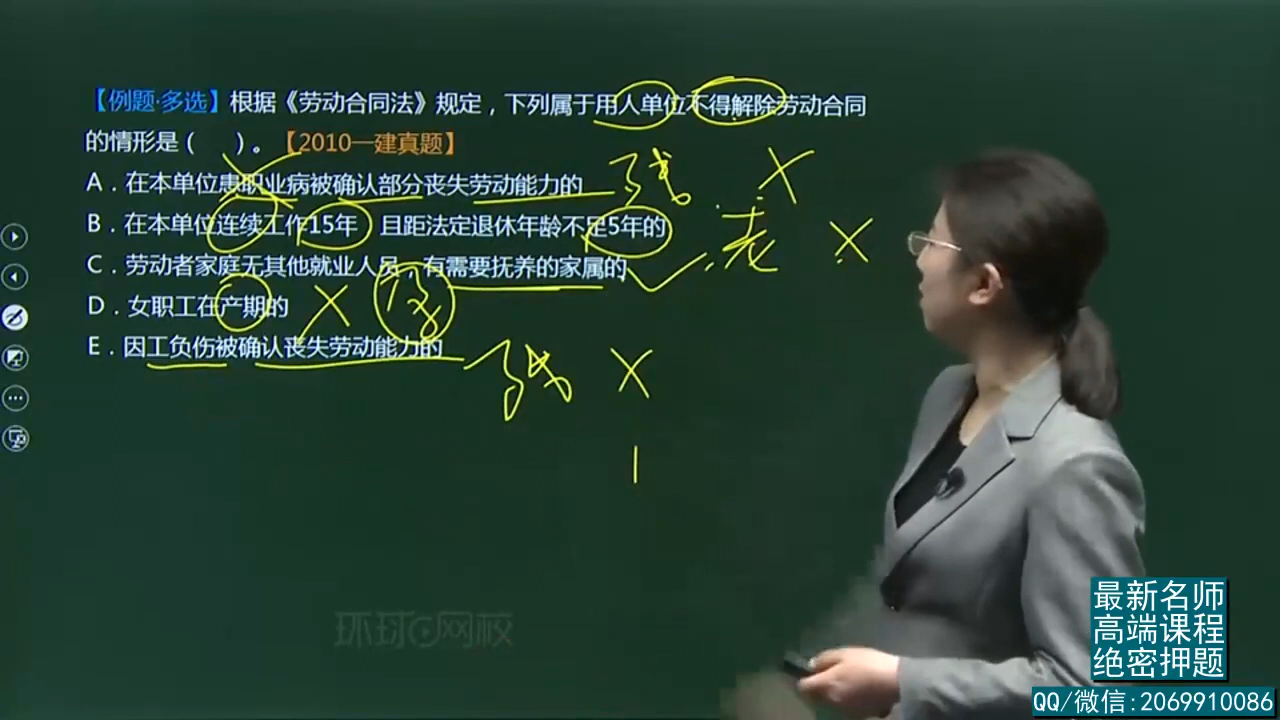 【例题·多选】根据《劳动合同法》规定，下列属于用人单位不得解除劳动合同
的情形是（ ）。【2010一建真题】
A．在本单位患职业病被确认部分丧失劳动能力的
B．在本单位连续工作15年，且距法定退休年龄不足5年的
老
C．劳动者家庭无其他就业人员，有需要抚养的家属的
D．女职工在产期的
E．因工负伤被确认丧失劳动能力的
环球网校
最新名师
高端课程
绝密押题
QQ/微信:2069910086